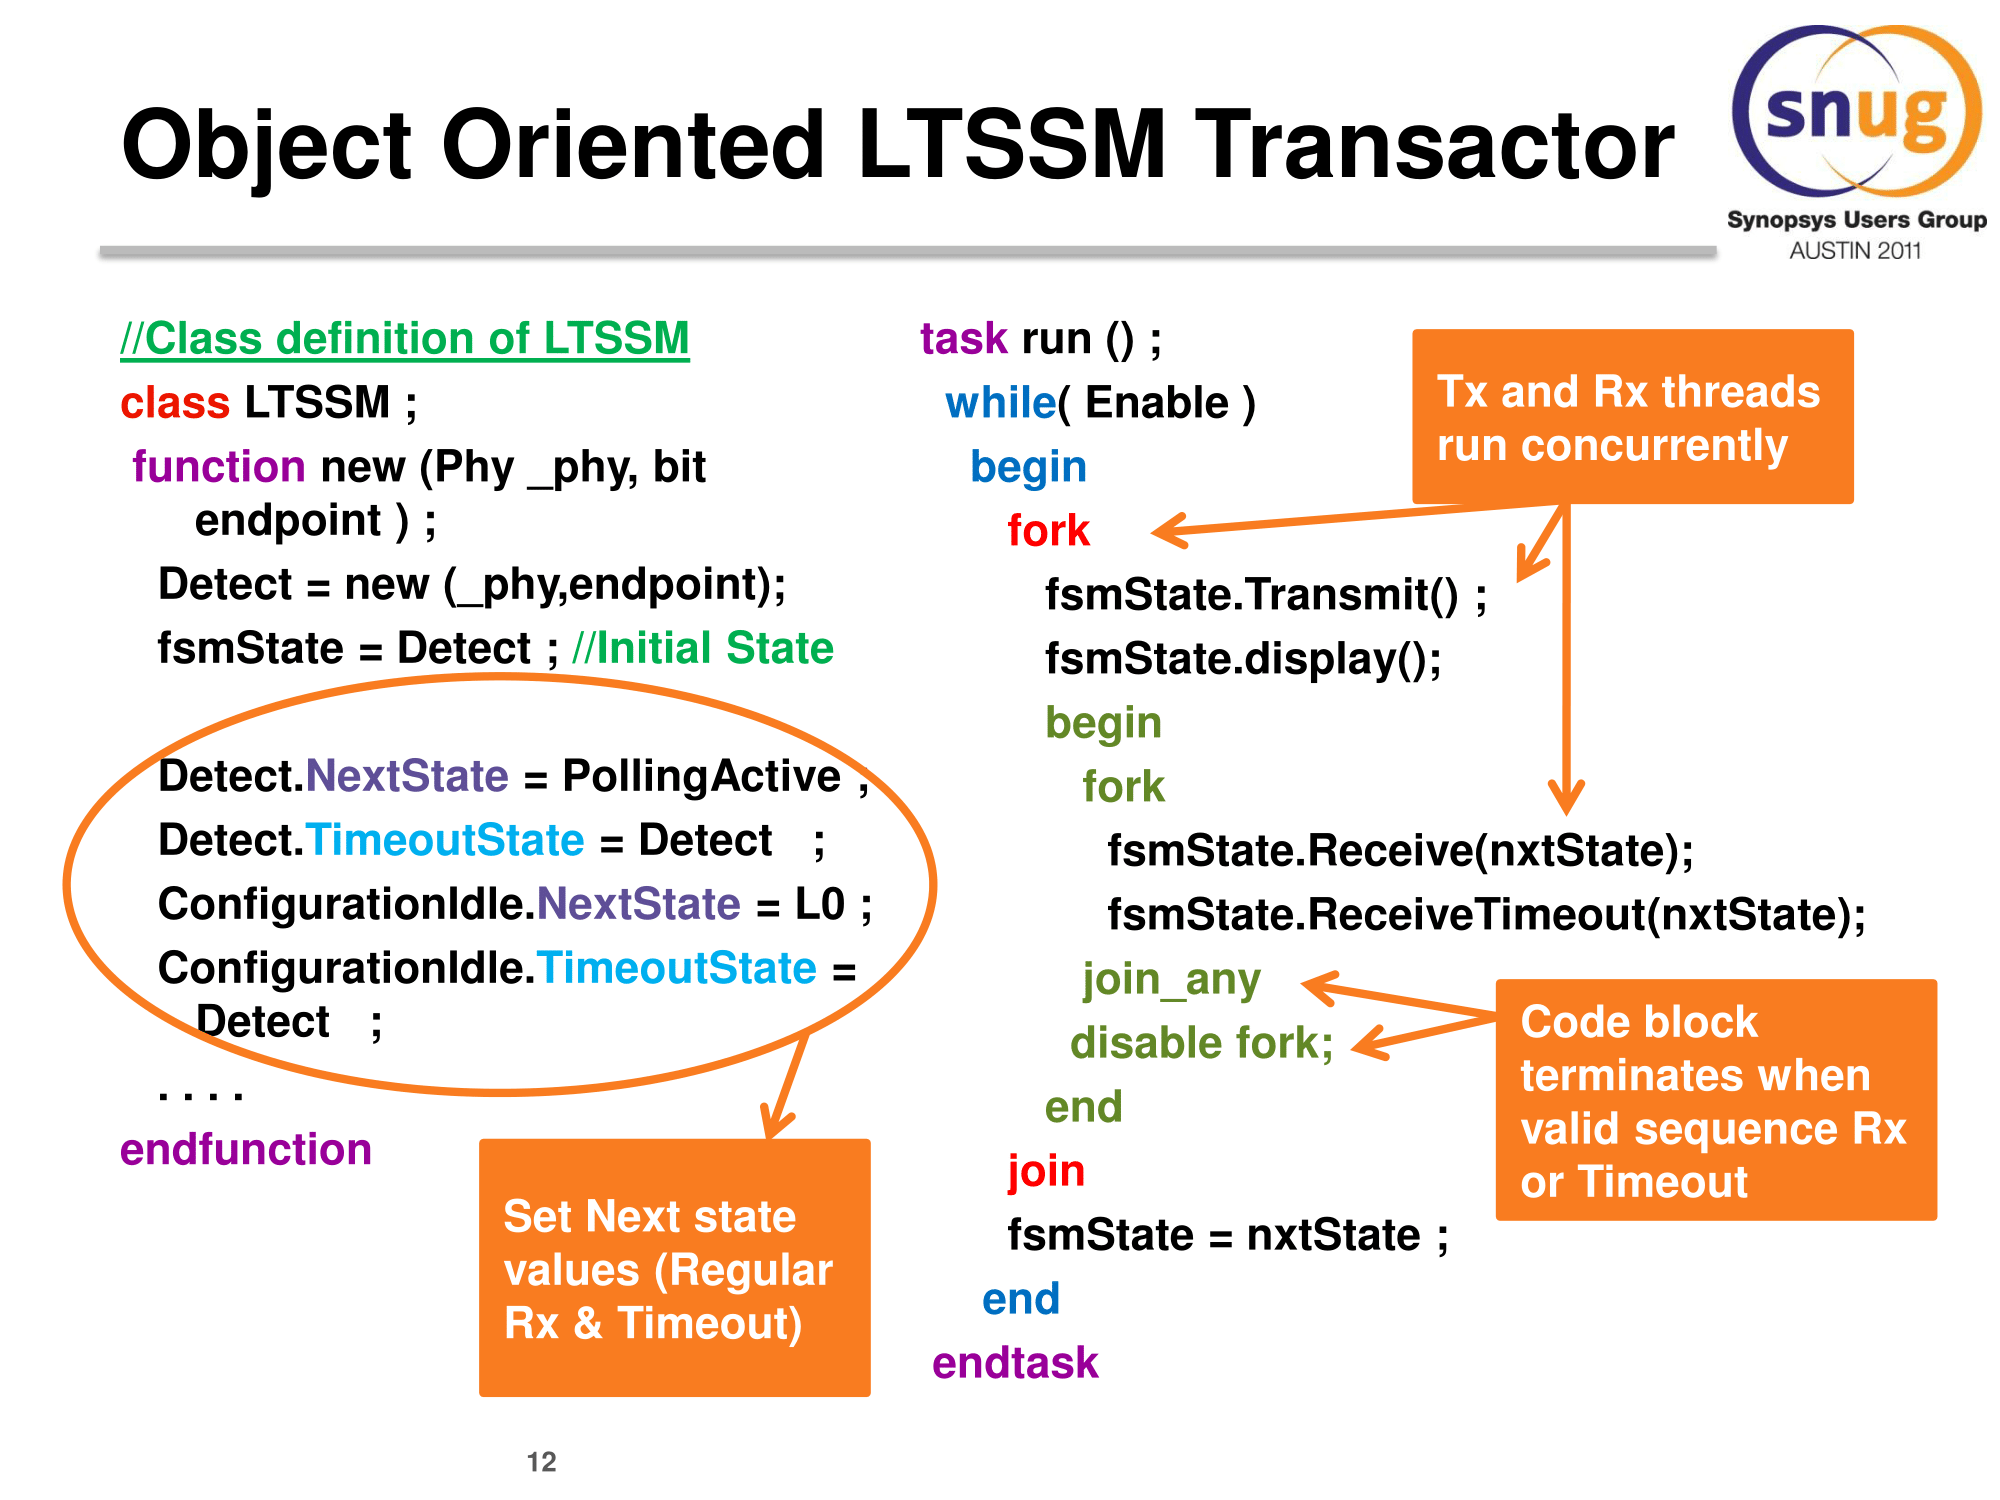 Object Oriented LTSSM Transactor
snug
Synopsys Users Group
AUSTIN 2011
//Class definition of LTSSM
class LTSSM ;
function new (Phy _phy, bit
endpoint ) ;
Detect = new (_phy,endpoint);
fsmState = Detect ; //Initial State
Detect.NextState = PollingActive ;
Detect.TimeoutState = Detect ;
ConfigurationIdle.NextState = L0 ;
ConfigurationIdle.TimeoutState =
Detect ;
. . . .
endfunction
Set Next state
values (Regular
Rx & Timeout)
task run () ;
while( Enable )
begin
fork
fsmState.Transmit() ;
fsmState.display();
begin
fork
fsmState.Receive(nxtState);
fsmState.ReceiveTimeout(nxtState);
join_any
disable fork;
end
join
fsmState = nxtState ;
end
endtask
Tx and Rx threads
run concurrently
Code block
terminates when
valid sequence Rx
or Timeout
12